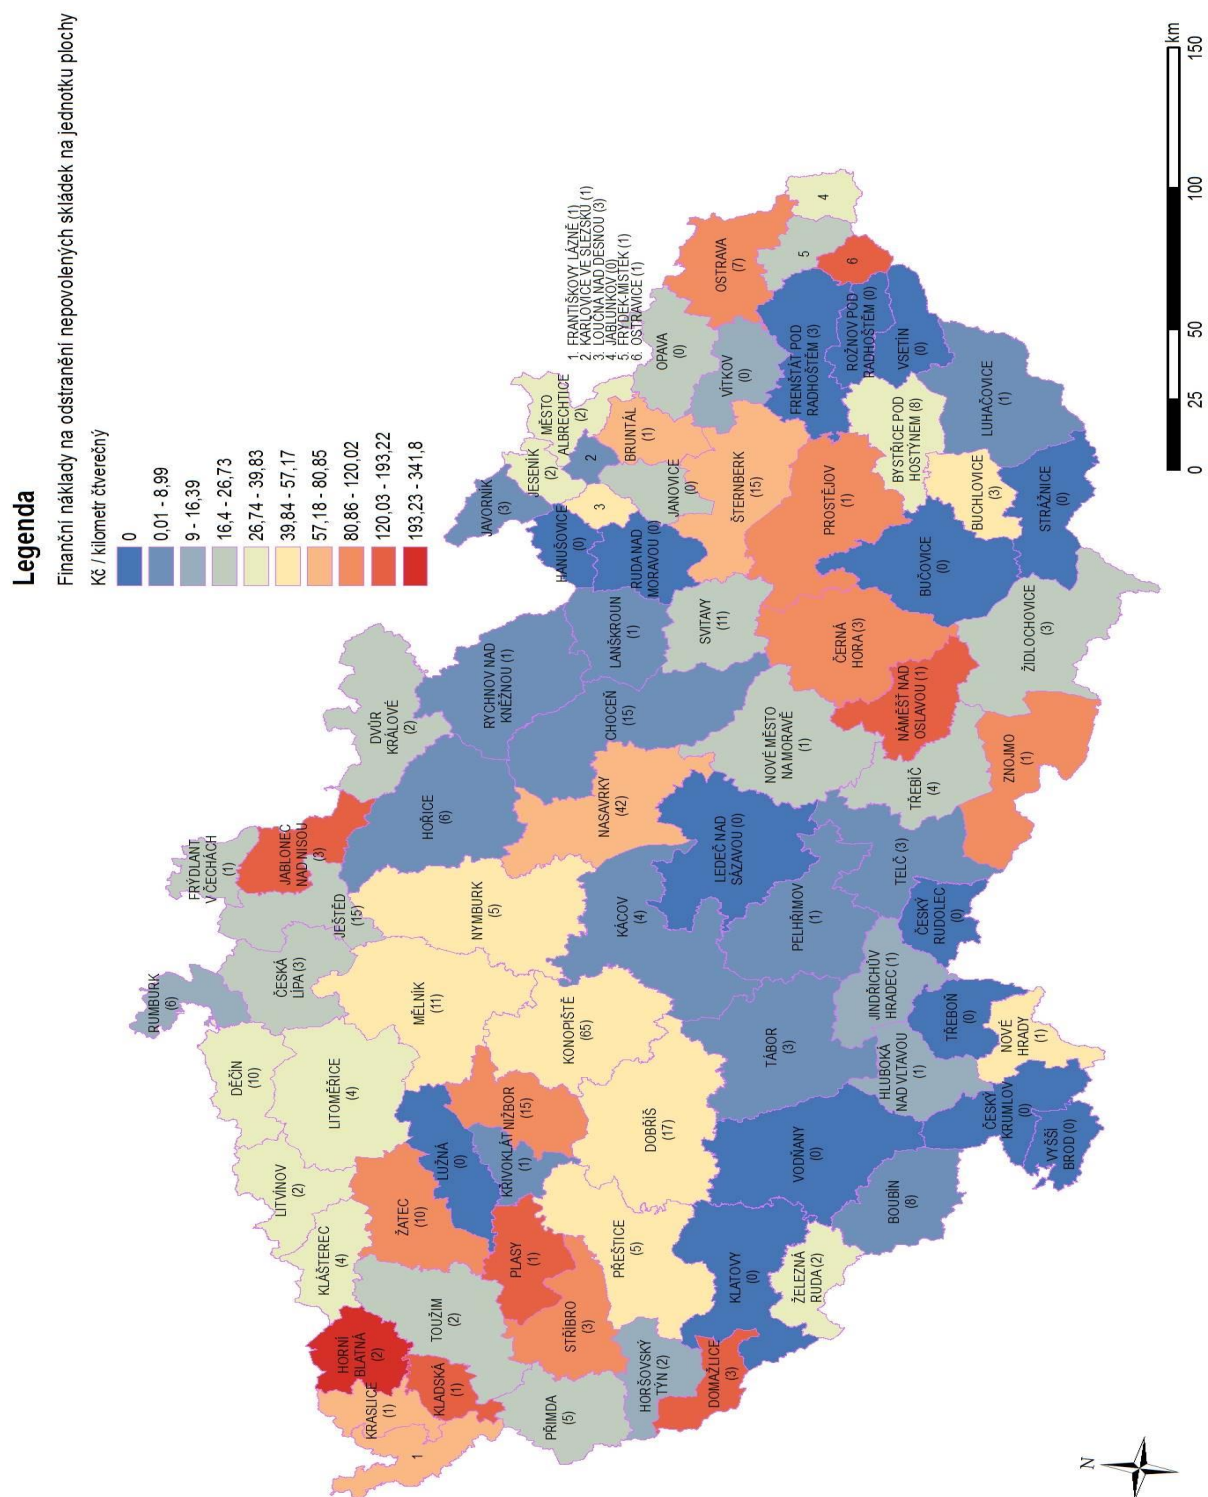 Legenda
Finanční náklady na odstranění nepovolených skládek na jednotku plochy
Kč / kilometr čtverečný
0
0,01 - 8,99
9 - 16,39
16,4 - 26,73
26,74 - 39,83
39,84 - 57,17
57,18 - 80,85
80,86 - 120,02
120,03 - 193,22
193,23 - 341,8
1. FRANTIŠKOVY LÁZNĚ (1)
2. KARLOVICE VE SLEZSKU (1)
3. LOUČNÁ NAD DESNOU (3)
4. JABLUNKOV (0)
5. FRÝDEK-MÍSTEK (1)
6. OSTRAVICE (1)
RUMBURK
(6)
FRÝDLANT
V ČECHÁCH
(1)
DĚČÍN
(10)
ČESKÁ
LÍPA (3)
JEŠTĚD
(15)
JABLONEC
NAD NISOU
(3)
LITVÍNOV
(2)
LITOMĚŘICE
(4)
DVŮR
KRÁLOVÉ
(2)
KLÁŠTEREC
(4)
HORNÍ
BLATNÁ
(2)
KRASLICE
(1)
1
KLADSKÁ
(1)
TOUŽIM
(2)
ŽATEC
(10)
LUŽNÁ
(0)
MĚLNÍK
(11)
NYMBURK
(5)
HOŘICE
(6)
RYCHNOV NAD
KNĚŽNOU (1)
JAVORNÍK
(3)
JESENÍK
(2)
MĚSTO
ALBRECHTICE
(2)
HANUŠOVICE
(0)
3
2
BRUNTÁL
(1)
OPAVA
(0)
RUDA NAD
MORAVOU (0)
JANOVICE
(0)
LANŠKROUN
(1)
CHOCEŇ
(15)
PŘIMDA
(5)
STŘÍBRO
(3)
PLASY
(1)
KŘIVOKLÁT
(1)
NIŽBOR
(15)
KONOPIŠTĚ
(65)
KÁCOV
(4)
NASAVRKY
(42)
SVITAVY
(11)
ŠTERNBERK
(15)
VÍTKOV
(0)
OSTRAVA
(7)
HORŠOVSKÝ
TÝN (2)
DOMAŽLICE
(3)
PŘEŠTICE
(5)
DOBŘÍŠ
(17)
LEDEČ NAD
SÁZAVOU (0)
NOVÉ MĚSTO
NA MORAVĚ
(1)
ČERNÁ
HORA (3)
PROSTĚJOV
(1)
FRENŠTÁT POD
RADHOŠTĚM (3)
5
4
6
KLATOVY
(0)
VODŇANY
(0)
TÁBOR
(3)
PELHŘIMOV
(1)
TŘEBÍČ
(4)
NÁMĚŠŤ NAD
OSLAVOU (1)
BUČOVICE
(0)
BYSTŘICE POD
HOSTÝNEM (8)
ROŽNOV POD
RADHOŠTĚM (0)
VSETÍN
(0)
ŽELEZNÁ
RUDA (2)
BOUBÍN
(8)
HLUBOKÁ
NAD VLTAVOU
(1)
JINDŘICHŮV
HRADEC (1)
TELČ (3)
ČESKÝ
RUDOLEC
(0)
ZNOJMO
(1)
ŽIDLOCHOVICE
(3)
BUCHLOVICE
(3)
LUHAČOVICE
(1)
STRÁŽNICE
(0)
TŘEBOŇ
(0)
NOVÉ
HRADY
(1)
ČESKÝ
KRUMLOV
(0)
VYŠŠÍ
BROD (0)
N
0
25
50
100
150
km